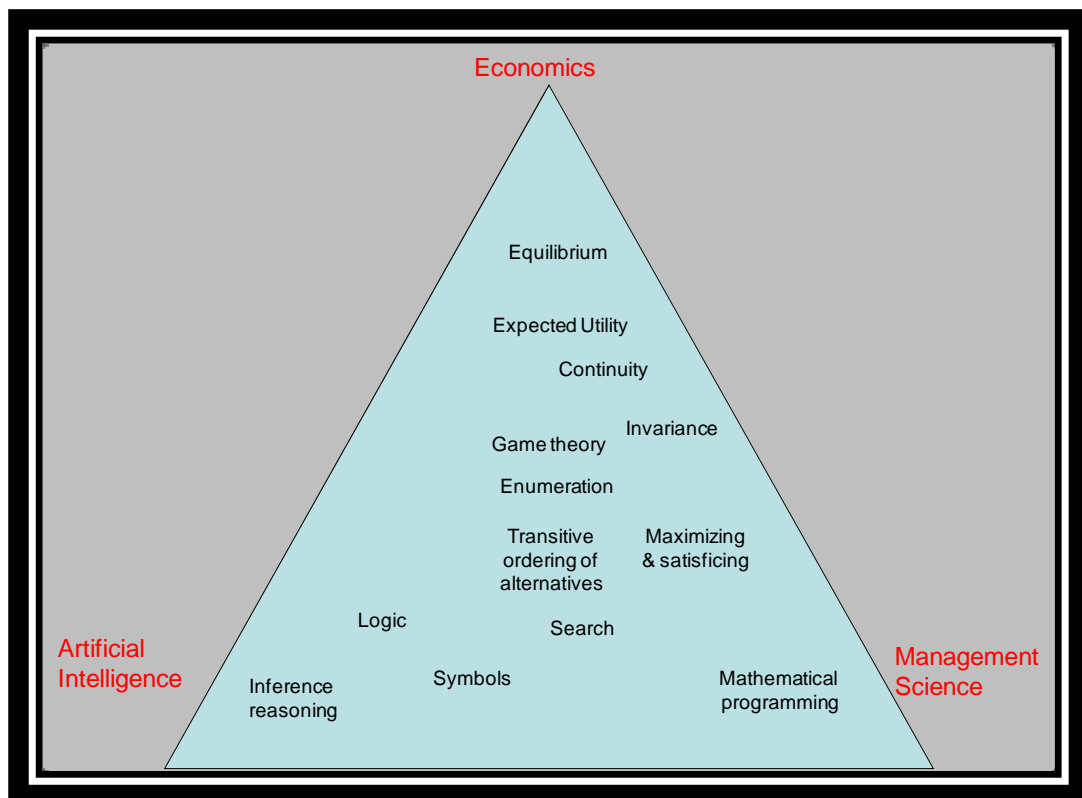 Economics
Equilibrium
Expected Utility
Continuity
Invariance
Game theory
Enumeration
Transitive
ordering of
alternatives
Maximizing
& satisficing
Logic
Search
Artificial
Intelligence
Management
Science
Symbols
Inference
reasoning
Mathematical
programming